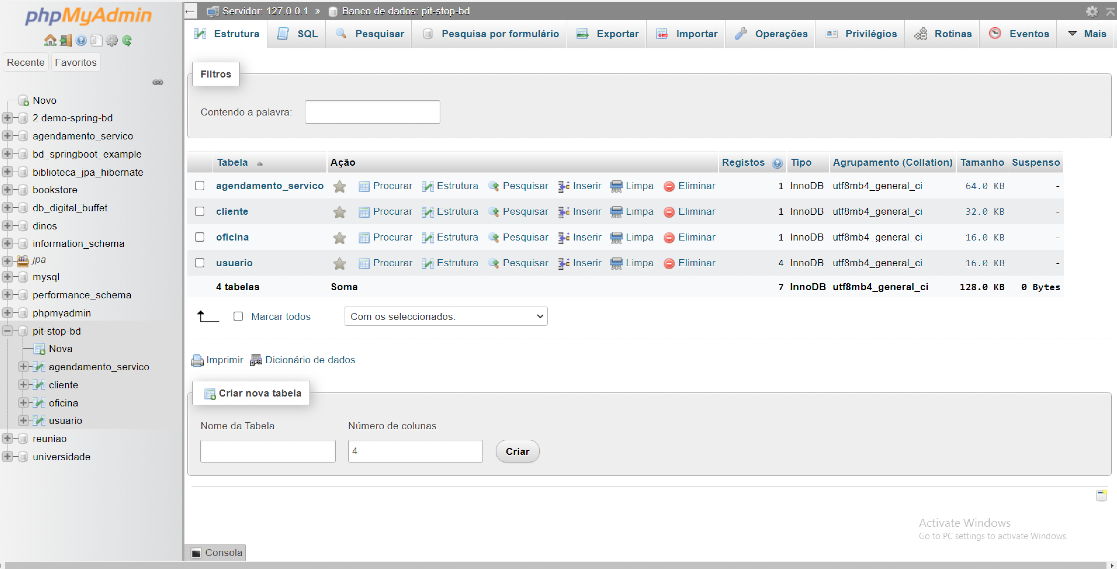 phpMyAdmin
Recente Favoritos
Novo
2 demo-spring-bd
agendamento_servico
bd_springboot_example
biblioteca_jpa_hibernate
bookstore
db_digital_buffet
dinos
information_schema
jpa
mysql
performance_schema
phpmyadmin
pit-stop-bd
Nova
agendamento_servico
cliente
oficina
usuario
reuniao
universidade
Servidor: 127.0.0.1 » Banco de dados: pit-stop-bd
Estrutura SQL Pesquisar Pesquisa por formulário Exportar Importar Operações Privilégios Rotinas Eventos Mais
Filtros
Contendo a palavra:
Tabela Ação Registos Tipo Agrupamento (Collation) Tamanho Suspenso
agendamento_servico Procurar Estrutura Pesquisar Inserir Limpa Eliminar 1 InnoDB utf8mb4_general_ci 64.0 KB -
cliente Procurar Estrutura Pesquisar Inserir Limpa Eliminar 1 InnoDB utf8mb4_general_ci 32.0 KB -
oficina Procurar Estrutura Pesquisar Inserir Limpa Eliminar 1 InnoDB utf8mb4_general_ci 16.0 KB -
usuario Procurar Estrutura Pesquisar Inserir Limpa Eliminar 4 InnoDB utf8mb4_general_ci 16.0 KB -
4 tabelas Soma 7 InnoDB utf8mb4_general_ci 128.0 KB 0 Bytes
Marcar todos Com os seleccionados:
Imprimir Dicionário de dados
Criar nova tabela
Nome da Tabela Número de colunas
4 Criar
Activate Windows
Go to PC settings to activate Windows.
Consola